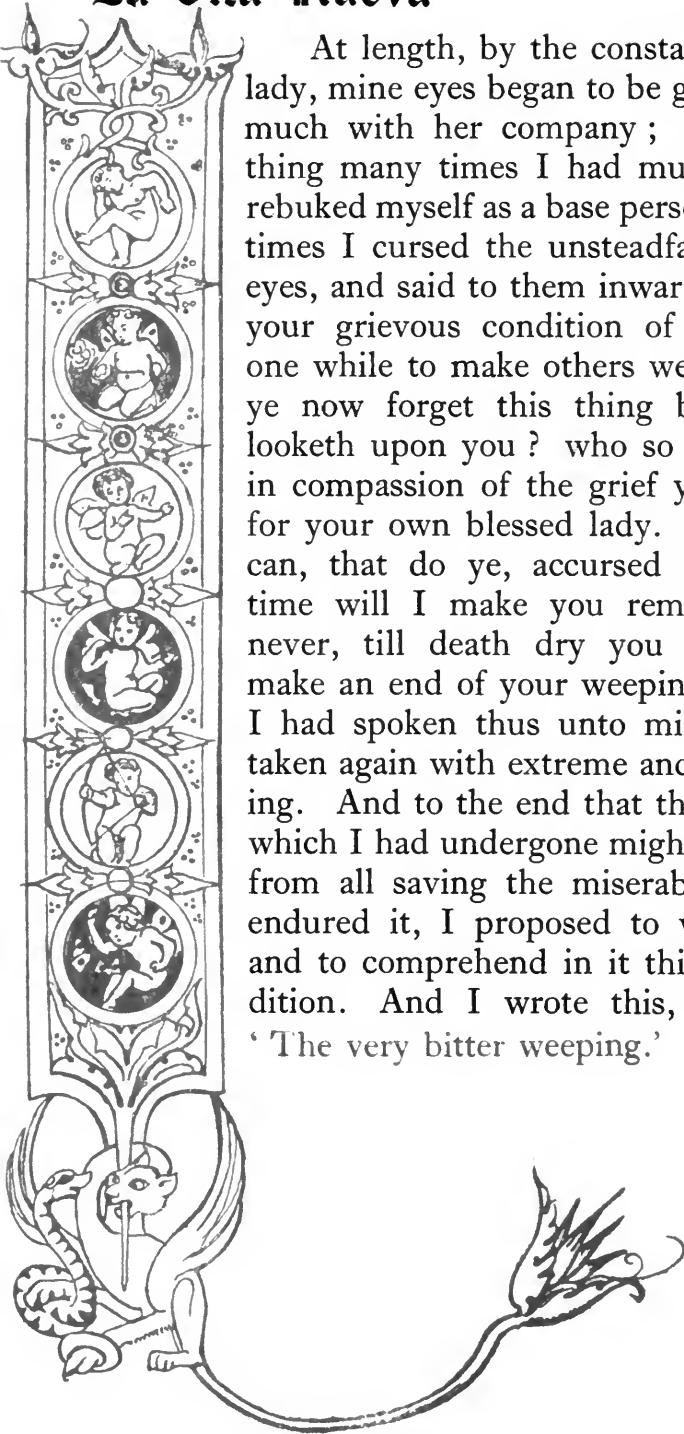 La Vita Nuova
At length, by the consta
lady, mine eyes began to be g
much with her company ;
thing many times I had mu
rebuked myself as a base pers
times I cursed the unsteadfa
eyes, and said to them inwar
your grievous condition of
one while to make others we
ye now forget this thing b
looketh upon you ? who so
in compassion of the grief y
for your own blessed lady.
can, that do ye, accursed
time will I make you rem
never, till death dry you
make an end of your weepin
I had spoken thus unto mi
taken again with extreme and
ing. And to the end that th
which I had undergone migh
from all saving the miserab
endured it, I proposed to
and to comprehend in it thi
dition. And I wrote this,
‘ The very bitter weeping.’